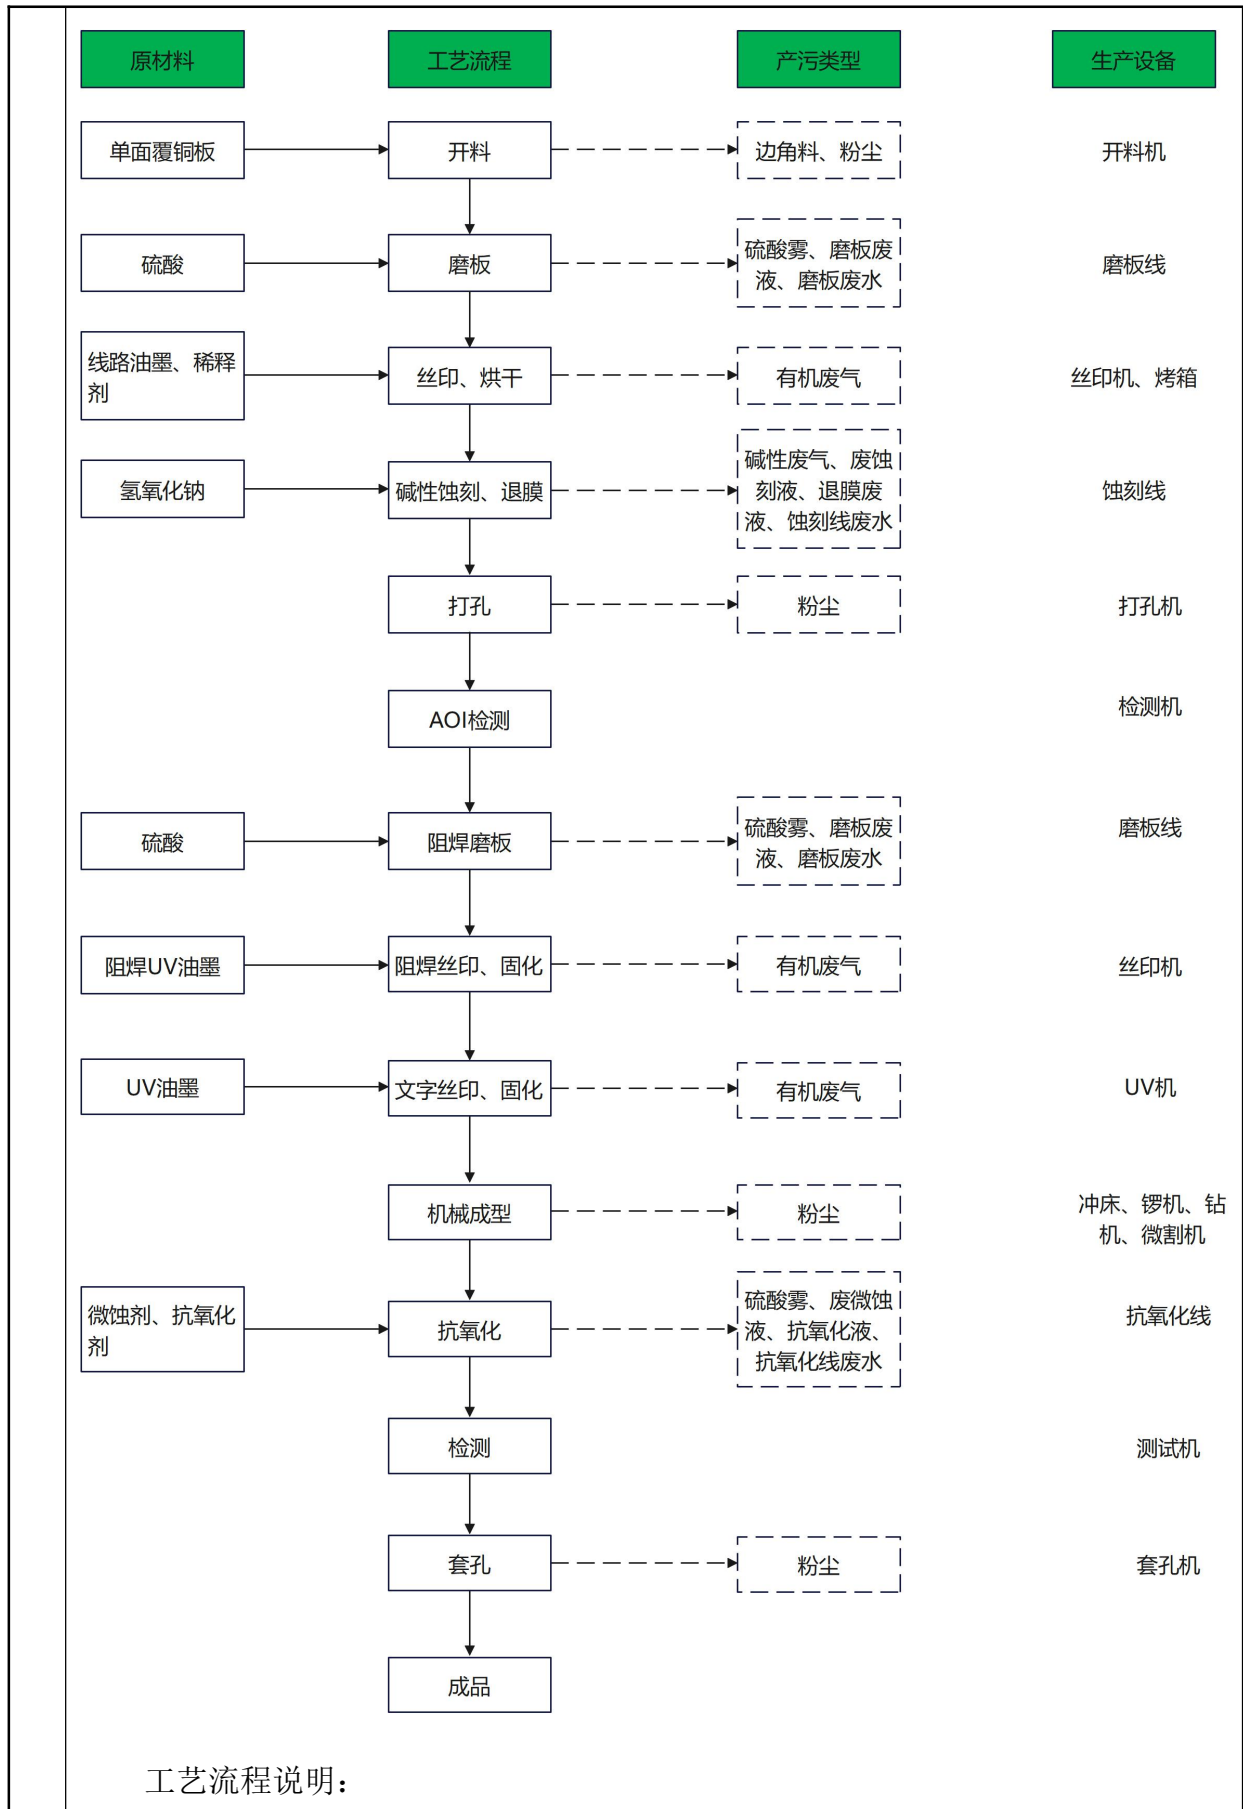 原材料 工艺流程 产污类型 生产设备
单面覆铜板 开料 边角料、粉尘 开料机
硫酸 磨板 硫酸雾、磨板废
液、磨板废水 磨板线
线路油墨、稀释
剂 丝印、烘干 有机废气 丝印机、烤箱
氢氧化钠 碱性蚀刻、退膜 碱性废气、废蚀
刻液、退膜废
液、蚀刻线废水 蚀刻线
打孔 粉尘 打孔机
AOI检测 检测机
硫酸 阻焊磨板 硫酸雾、磨板废
液、磨板废水 磨板线
阻焊UV油墨 阻焊丝印、固化 有机废气 丝印机
UV油墨 文字丝印、固化 有机废气 UV机
机械成型 粉尘 冲床、锣机、钻
机、微割机
微蚀剂、抗氧化
剂 抗氧化 硫酸雾、废微蚀
液、抗氧化液、
抗氧化线废水 抗氧化线
检测 测试机
套孔 粉尘 套孔机
成品
工艺流程说明：